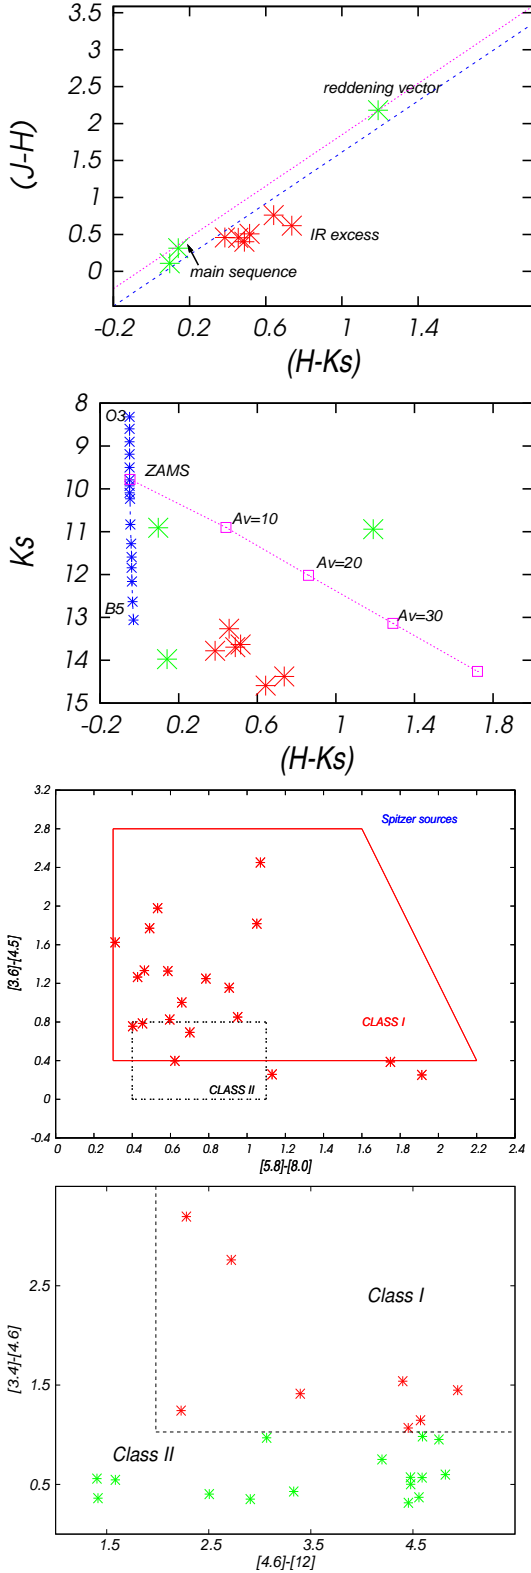 3.5
3
2.5
2
1.5
1
0.5
0
(J-H)
reddening vector
IR excess
main sequence
-0.2 0.2 0.6 1 1.4
(H-Ks)
8
9
10
11
12
13
14
15
Ks
O3
ZAMS
Av=10
Av=20
Av=30
B5
-0.2 0.2 0.6 1 1.4 1.8
(H-Ks)
3.2
2.8
2.4
2
1.6
1.2
0.8
0.4
0
-0.4
[3.6]-[4.5]
Spitzer sources
CLASS I
CLASS II
0 0.2 0.4 0.6 0.8 1 1.2 1.4 1.6 1.8 2 2.2 2.4
[5.8]-[8.0]
2.5
1.5
0.5
[3.4]-[4.6]
Class I
Class II
1.5 2.5 3.5 4.5
[4.6]-[12]